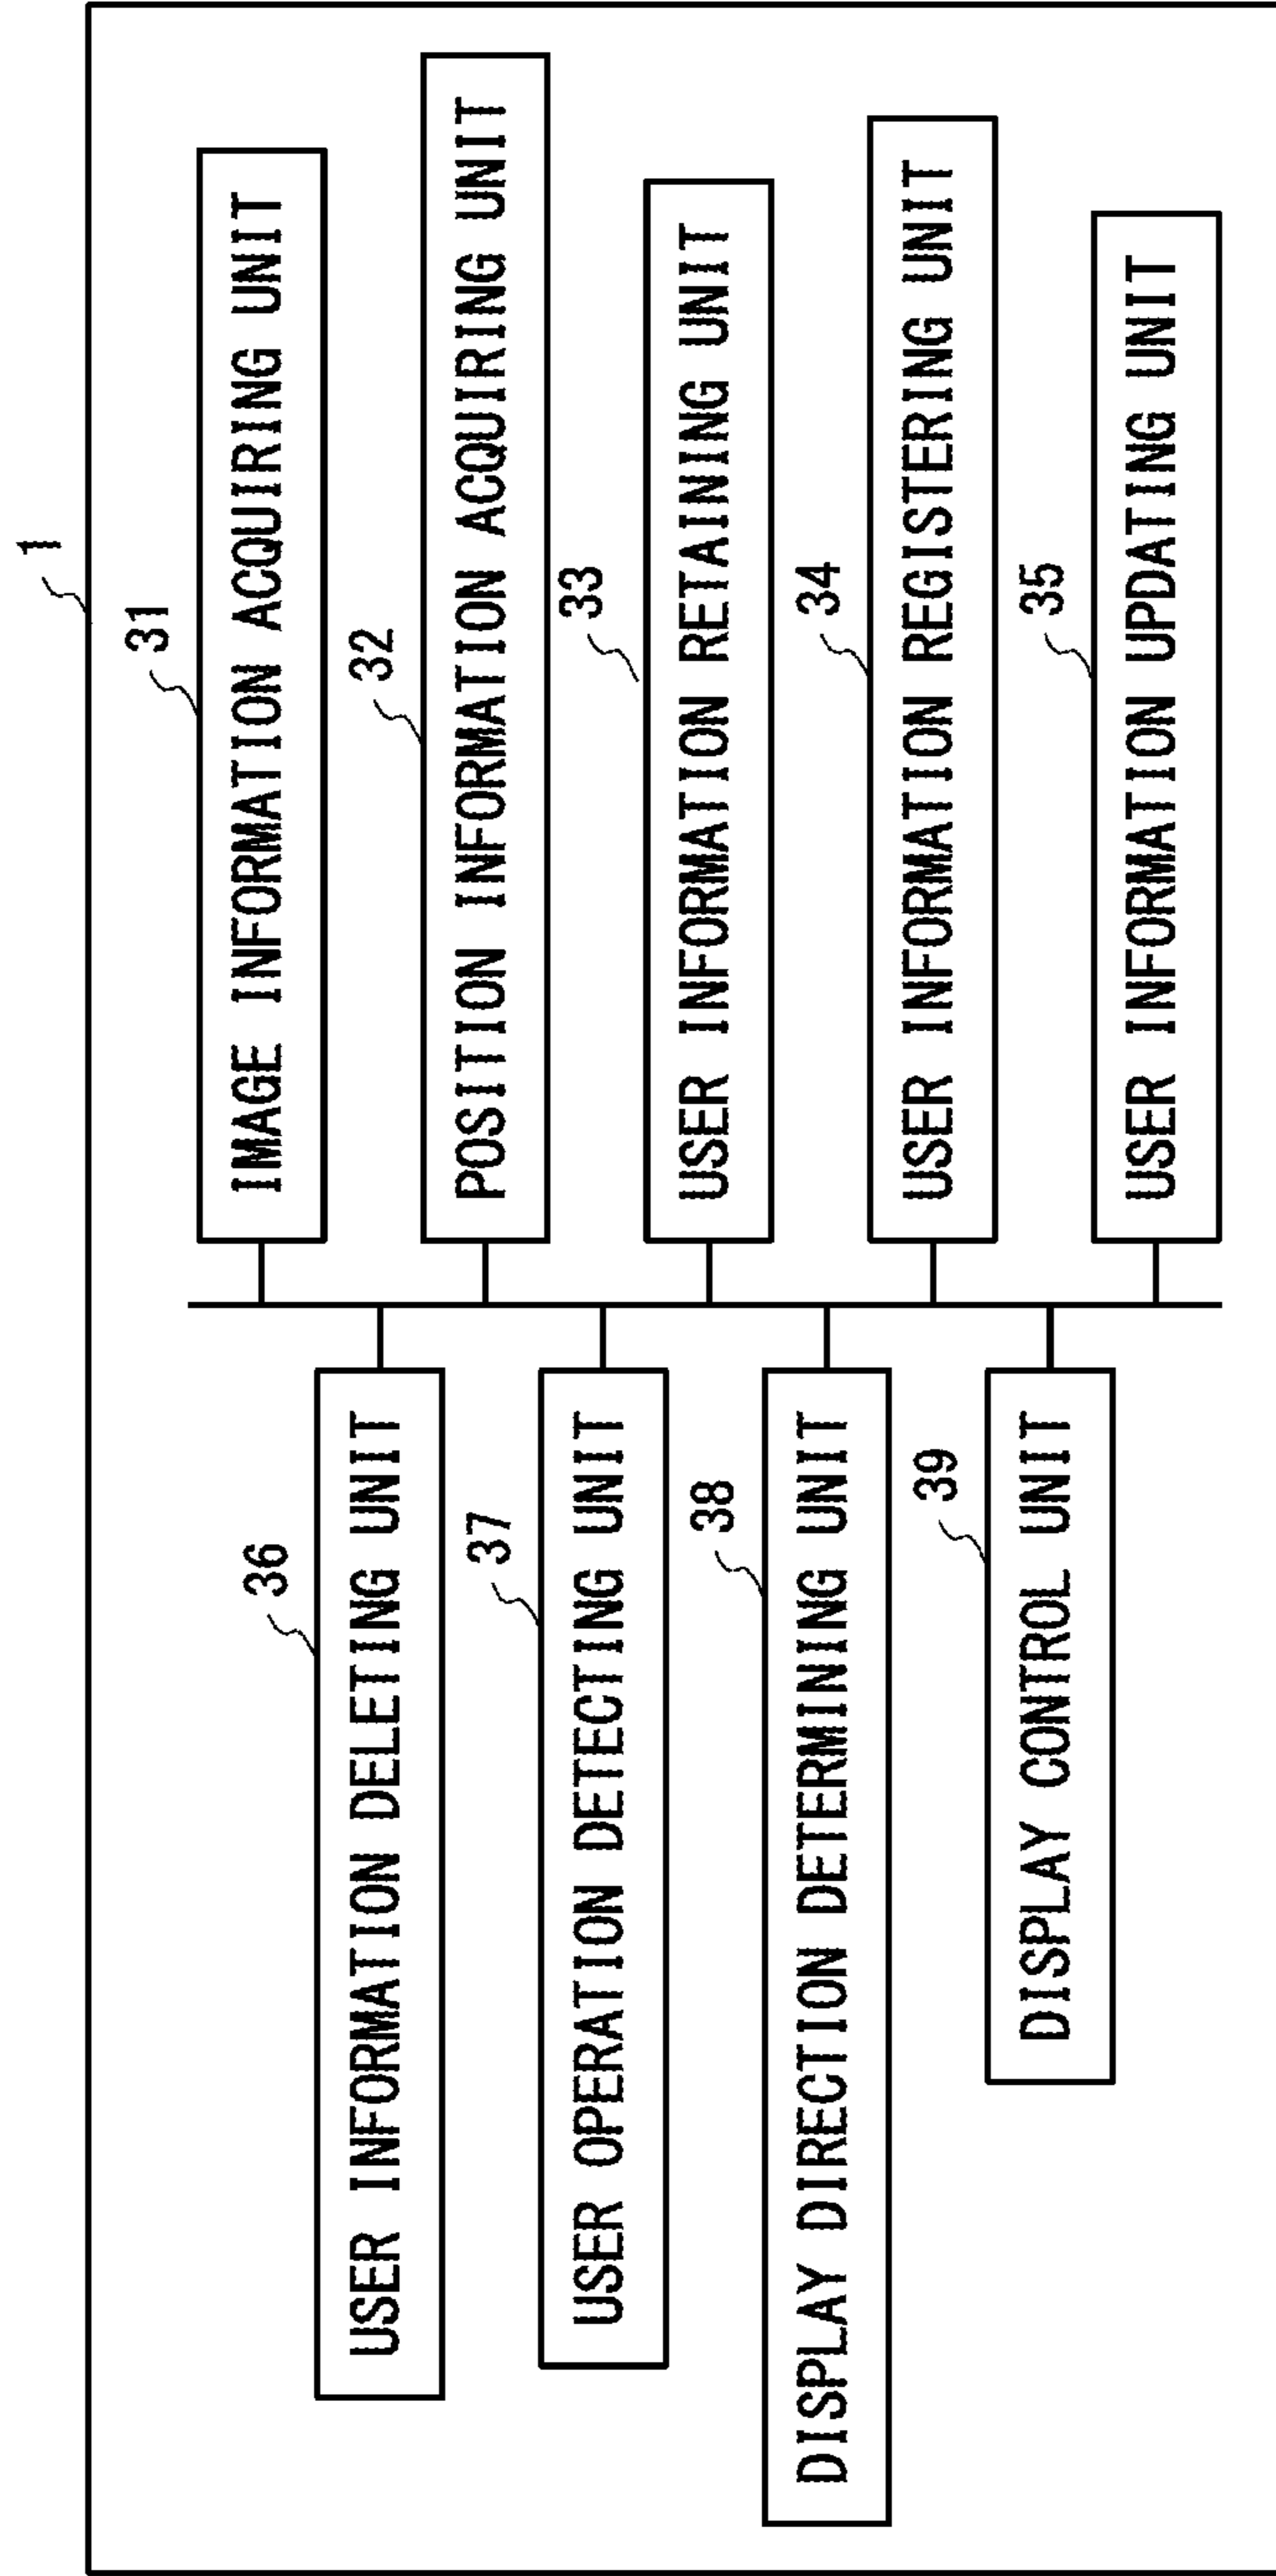 1
36
USER INFORMATION DELETING UNIT
37
USER OPERATION DETECTING UNIT
38
DISPLAY DIRECTION DETERMINING UNIT
39
DISPLAY CONTROL UNIT
31
IMAGE INFORMATION ACQUIRING UNIT
32
POSITION INFORMATION ACQUIRING UNIT
33
USER INFORMATION RETAINING UNIT
34
USER INFORMATION REGISTERING UNIT
35
USER INFORMATION UPDATING UNIT